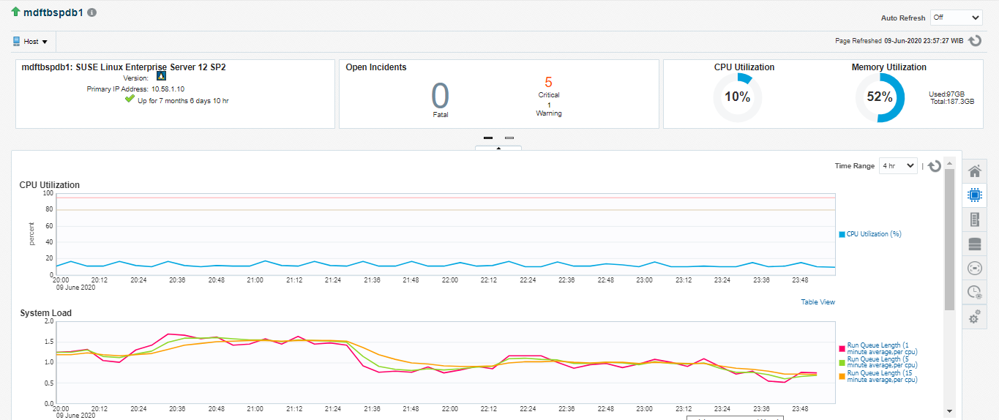 mdftbspdb1
Auto Refresh Off
Host
Page Refreshed 09-Jun-2020 23:57:27 WIB
mdftbspdb1: SUSE Linux Enterprise Server 12 SP2
Version:
Primary IP Address: 10.58.1.10
Up for 7 months 6 days 10 hr
Open Incidents
0
Fatal
5
Critical
1
Warning
CPU Utilization
10%
Memory Utilization
52%
Used:97GB
Total:187.3GB
Time Range 4 hr
CPU Utilization
100
80
60
40
20
0
percent
20:00 20:12 20:24 20:36 20:48 21:00 21:12 21:24 21:36 21:48 22:00 22:12 22:24 22:36 22:48 23:00 23:12 23:24 23:36 23:48
09 June 2020
CPU Utilization (%)
Table View
System Load
2.0
1.5
1.0
0.5
0.0
20:00 20:12 20:24 20:36 20:48 21:00 21:12 21:24 21:36 21:48 22:00 22:12 22:24 22:36 22:48 23:00 23:12 23:24 23:36 23:48
09 June 2020
Run Queue Length (1
minute average,per cpu)
Run Queue Length (5
minute average,per cpu)
Run Queue Length (15
minute average,per cpu)